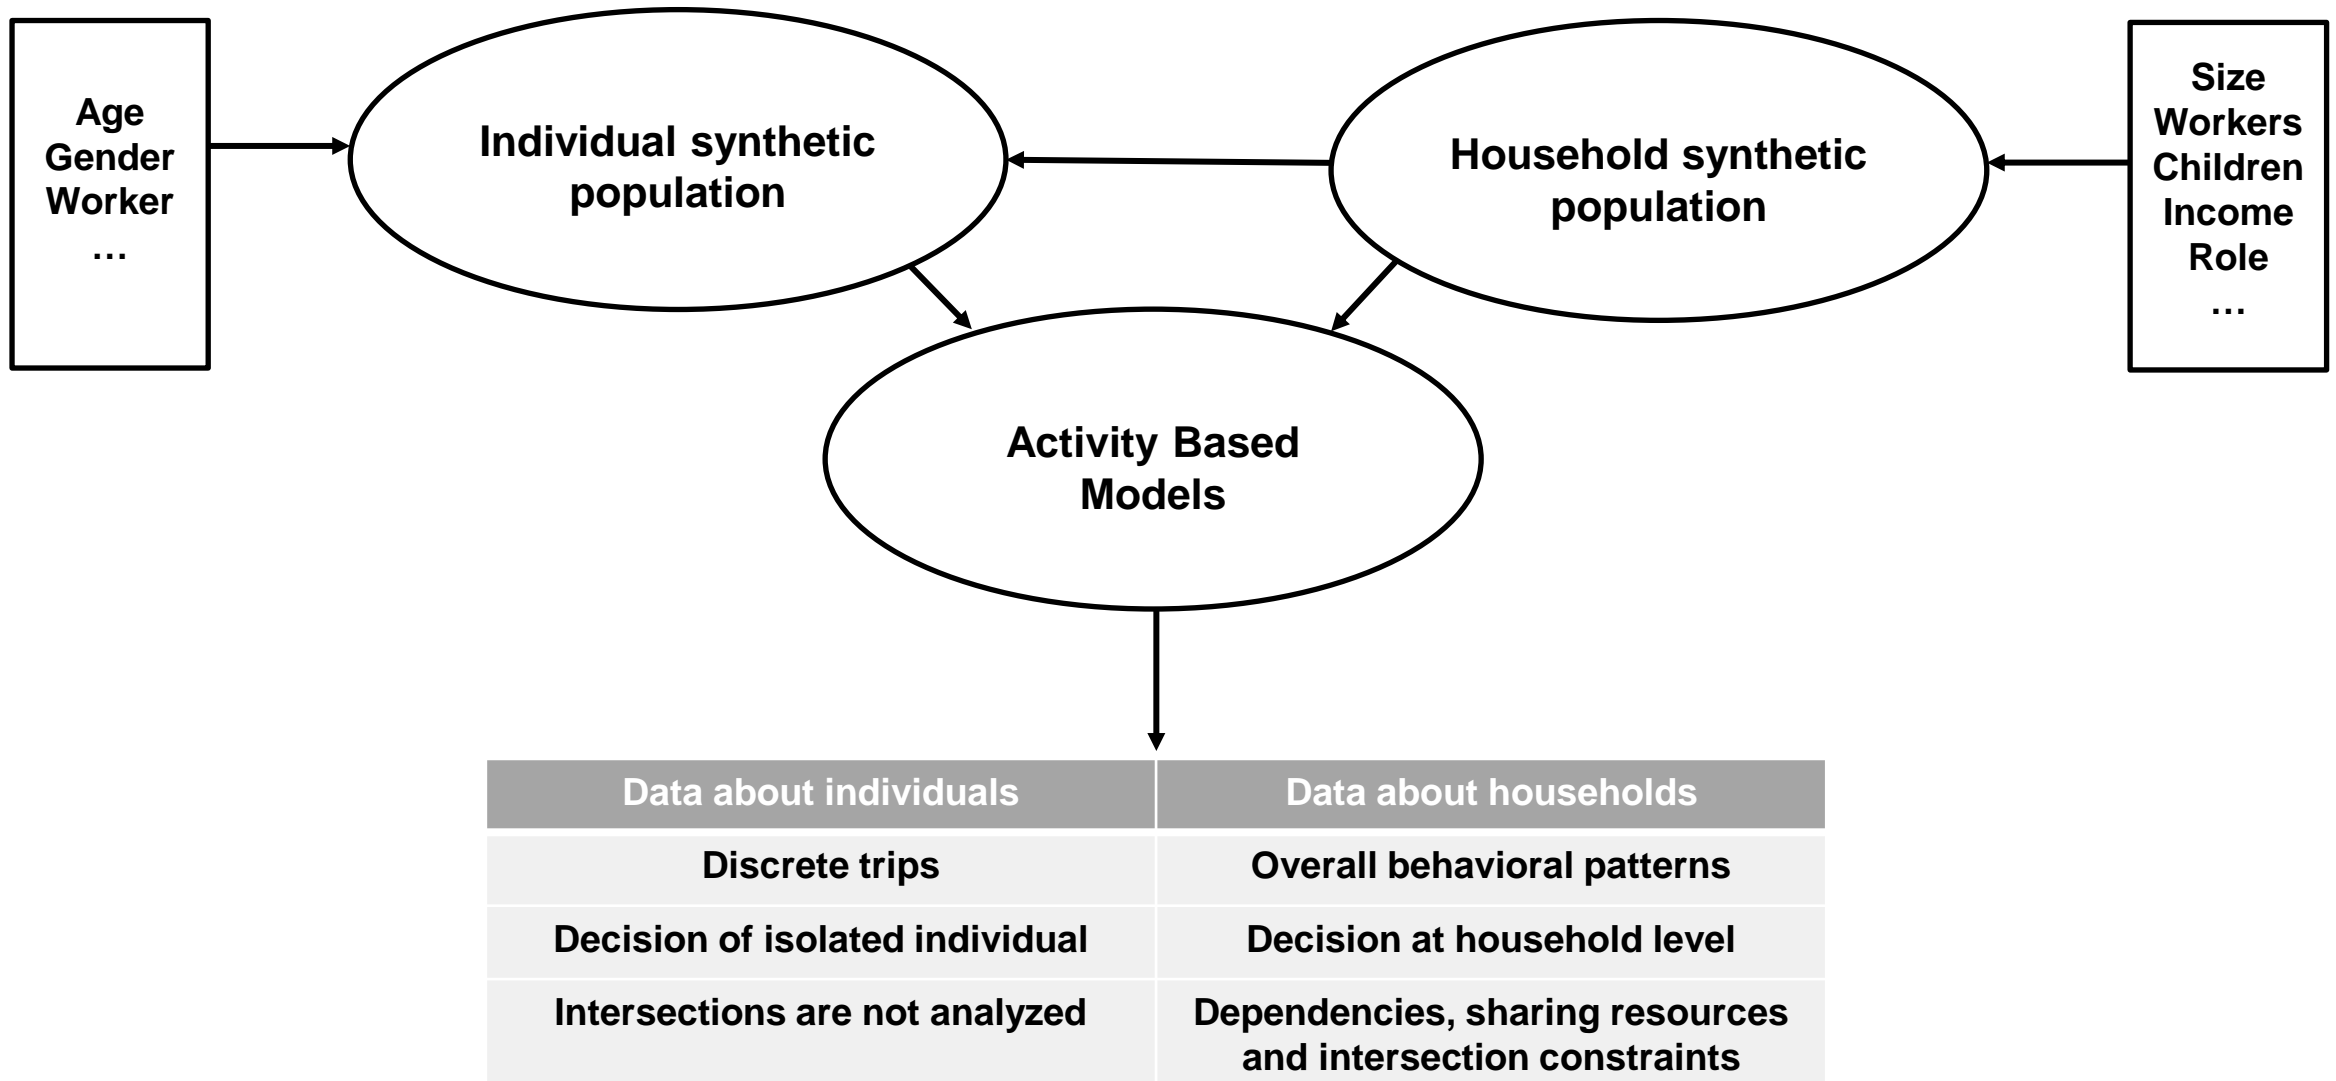 Age
Gender
Worker
…
Individual synthetic
population
Household synthetic
population
Size
Workers
Children
Income
Role
…
Activity Based
Models
Data about individuals
Data about households
Discrete trips
Overall behavioral patterns
Decision of isolated individual
Decision at household level
Intersections are not analyzed
Dependencies, sharing resources
and intersection constraints